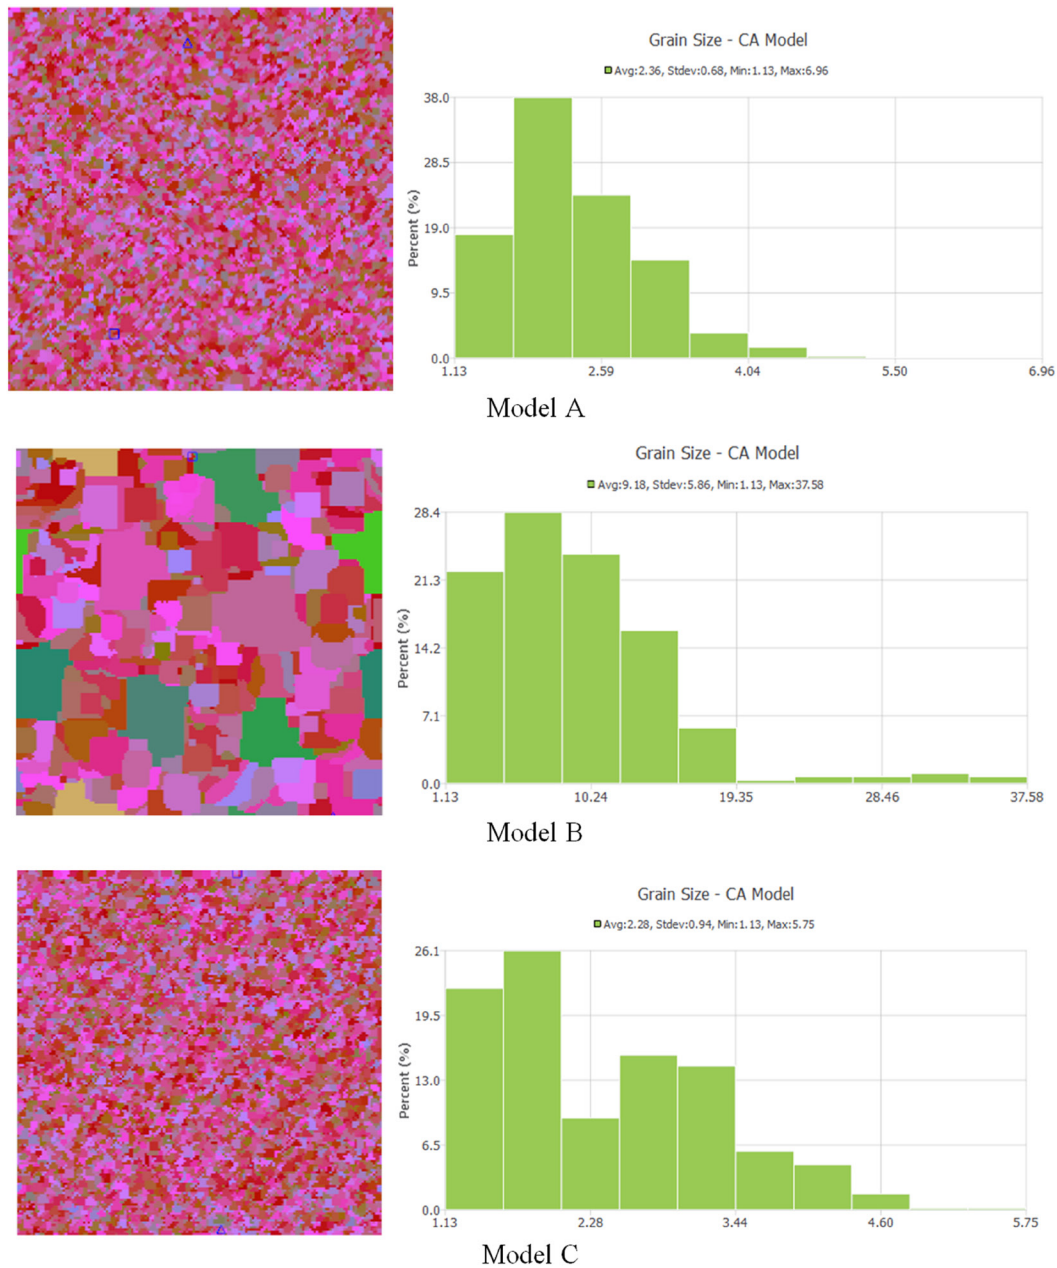 Grain Size - CA Model
Avg:2.36, Stdev:0.68, Min:1.13, Max:6.96
38.0
28.5
19.0
9.5
0.0
Percent (%)
1.13 2.59 4.04 5.50 6.96
Model A
Grain Size - CA Model
Avg:9.18, Stdev:5.86, Min:1.13, Max:37.58
28.4
21.3
14.2
7.1
0.0
Percent (%)
1.13 10.24 19.35 28.46 37.58
Model B
Grain Size - CA Model
Avg:2.28, Stdev:0.94, Min:1.13, Max:5.75
26.1
19.5
13.0
6.5
0.0
Percent (%)
1.13 2.28 3.44 4.60 5.75
Model C